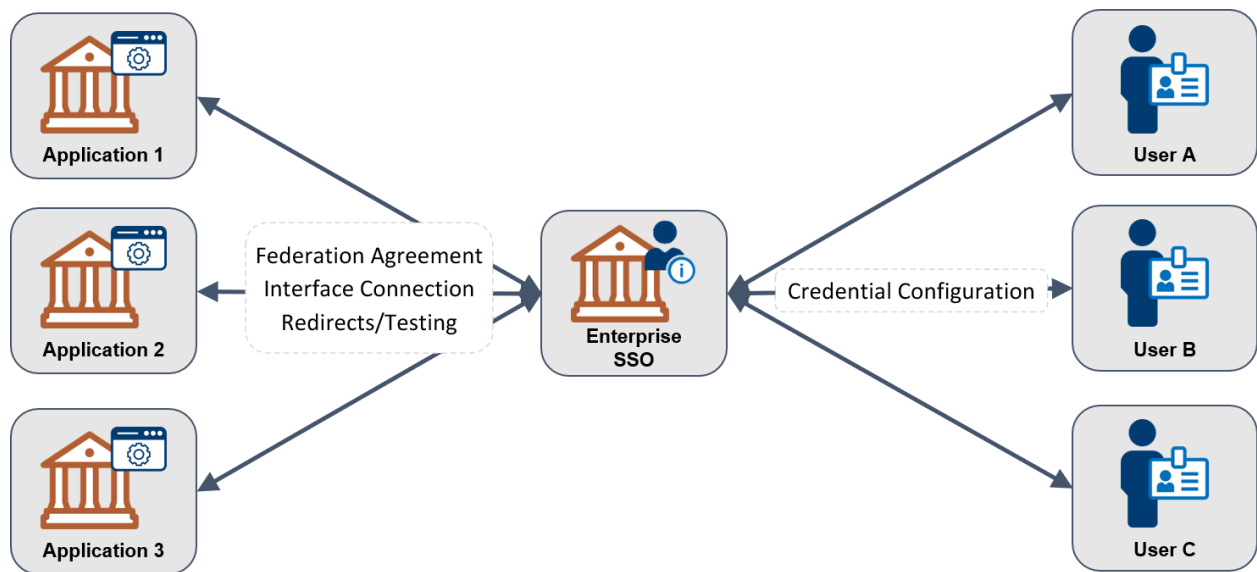 Application 1
Application 2
Application 3
Federation Agreement
Interface Connection
Redirects/Testing
Enterprise
SSO
Credential Configuration
User A
User B
User C